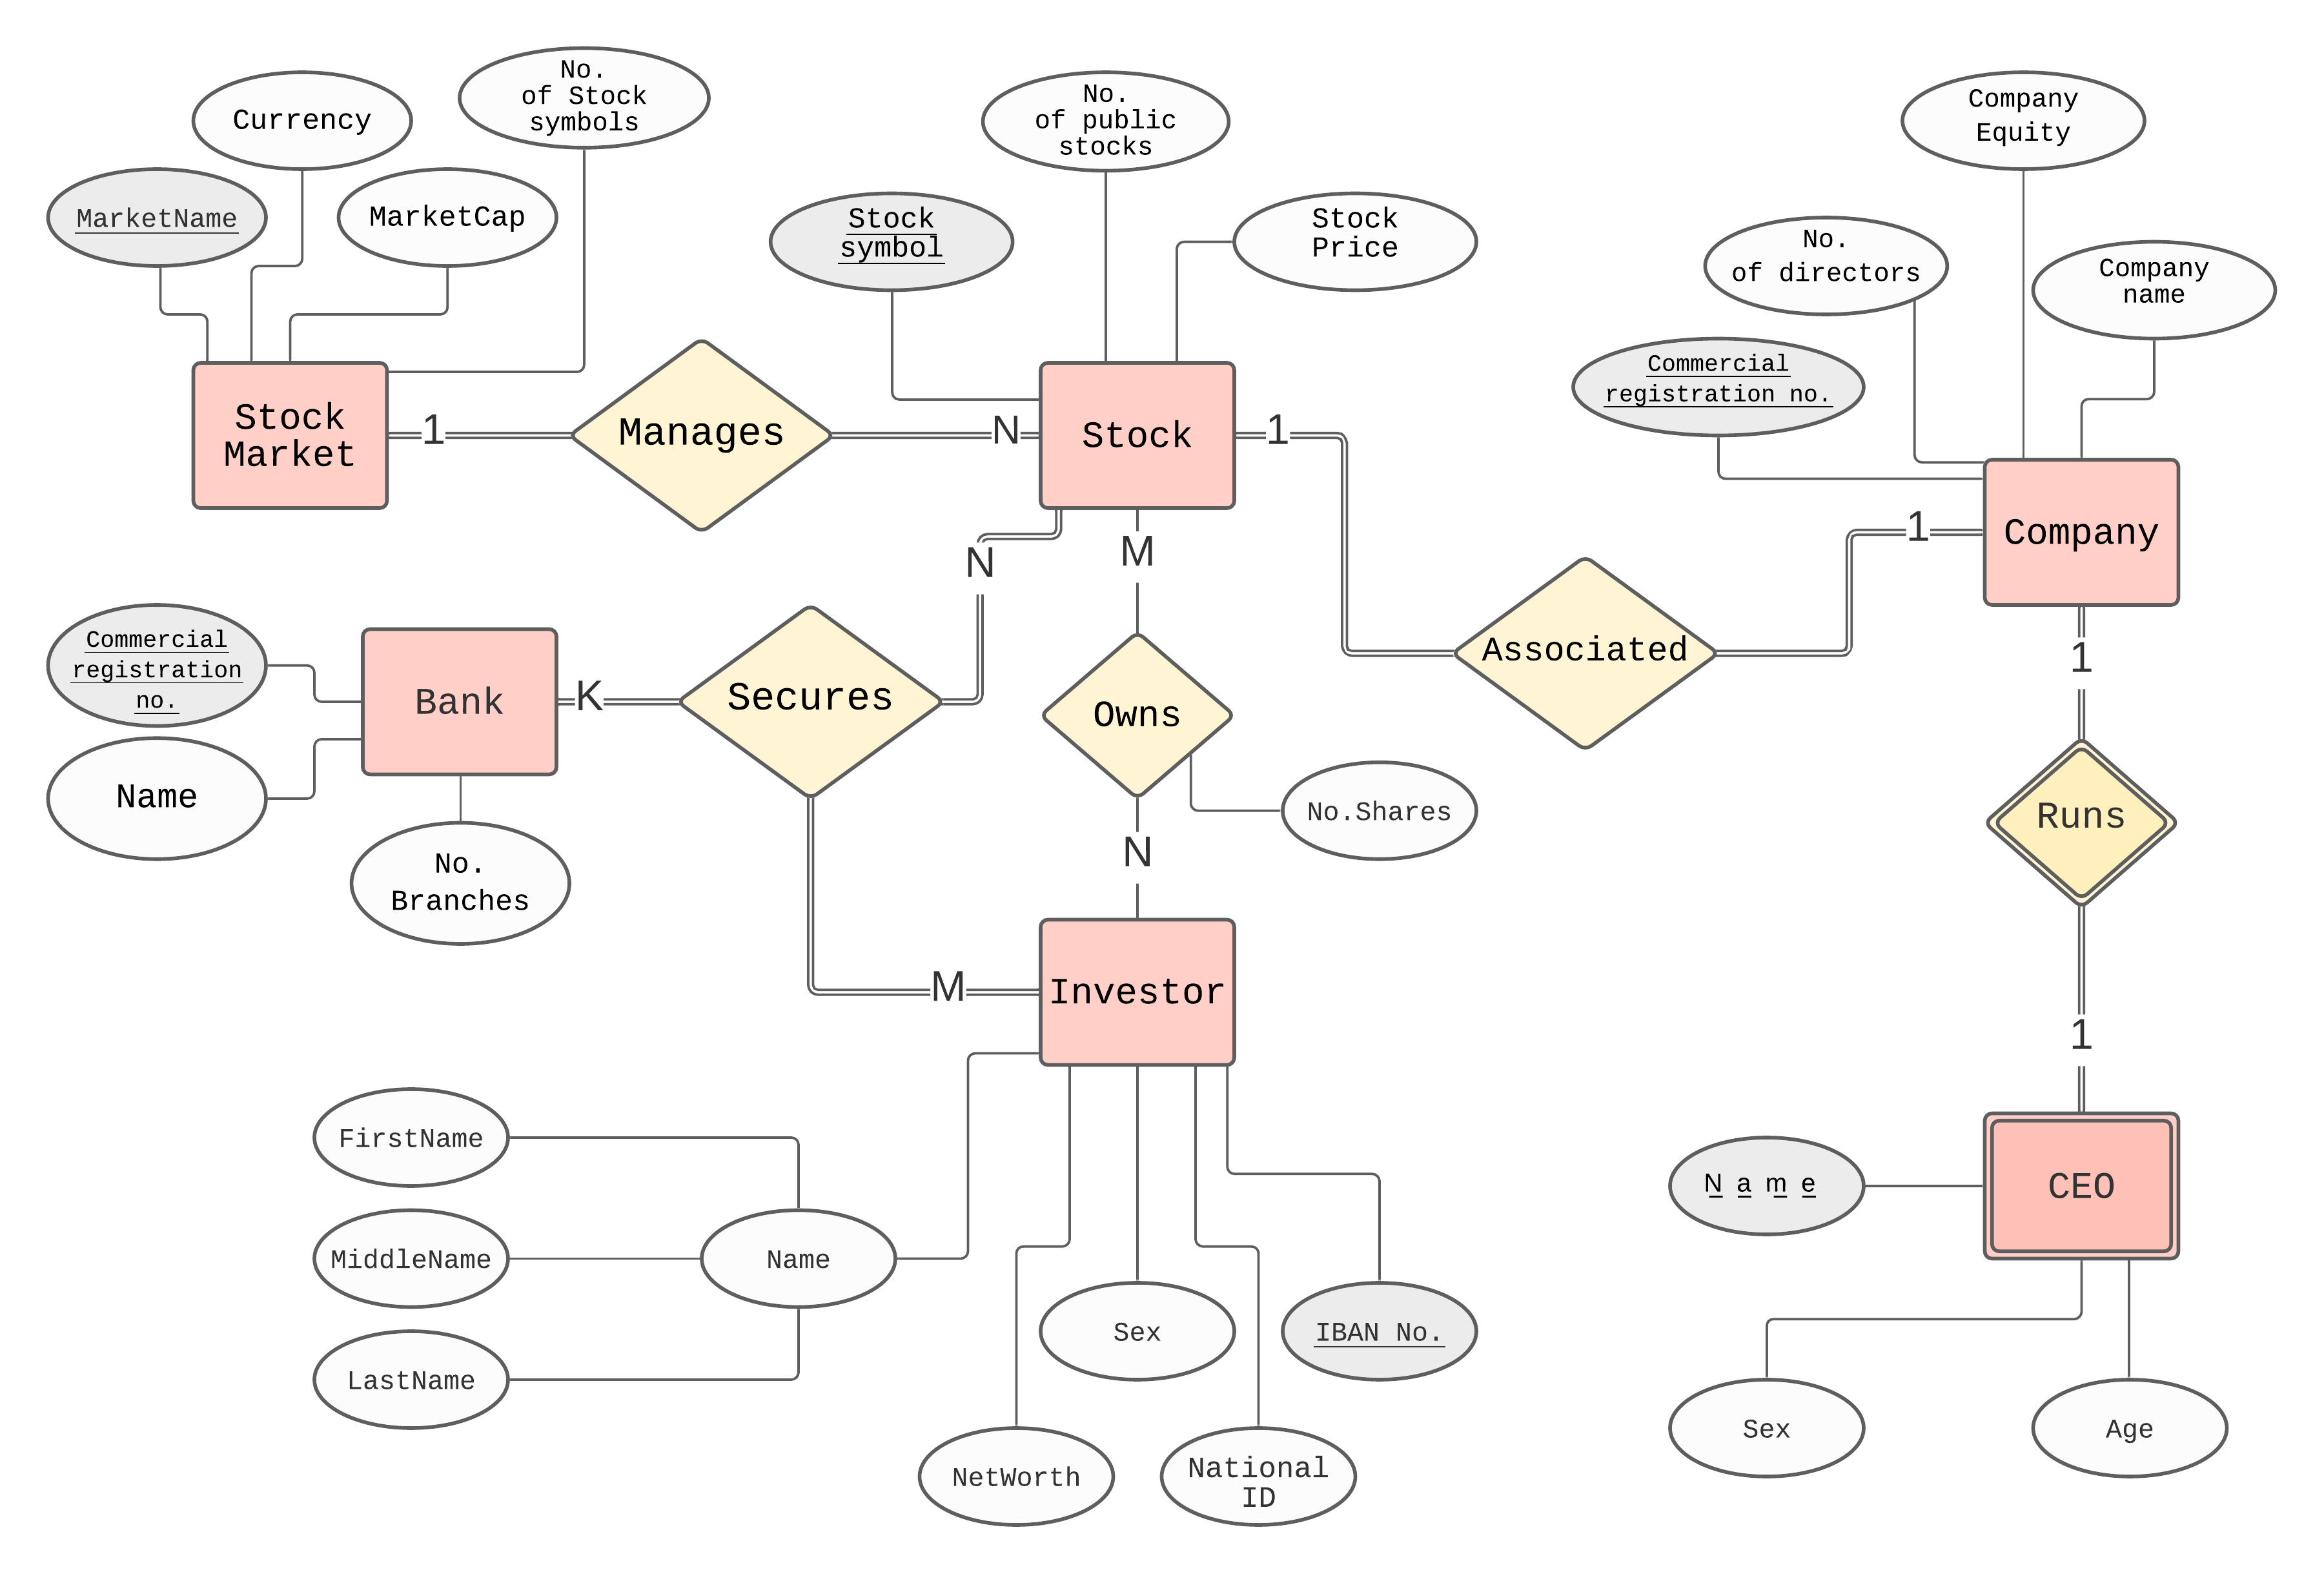 No.
of Stock
symbols
Currency
MarketName
MarketCap
No.
of public
stocks
Stock
symbol
Stock
Price
Company
Equity
No.
of directors
Company
name
Commercial
registration no.
Stock
Market
1
Manages
N
Stock
1
1
Company
N
M
Associated
1
Commercial
registration
no.
Bank
K
Secures
Owns
Name
No.Shares
Runs
No.
Branches
N
M
Investor
1
FirstName
MiddleName
LastName
Name
Sex
IBAN No.
NetWorth
National
ID
Name
CEO
Sex
Age